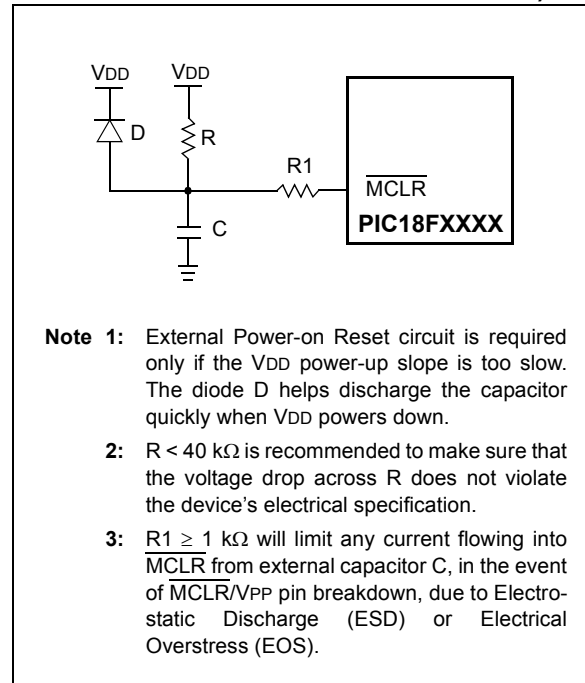 VDD VDD
D R
R1
MCLR
C PIC18FXXXX
Note 1: External Power-on Reset circuit is required
only if the VDD power-up slope is too slow.
The diode D helps discharge the capacitor
quickly when VDD powers down.
2: R < 40 kΩ is recommended to make sure that
the voltage drop across R does not violate
the device's electrical specification.
3: R1 ≥ 1 kΩ will limit any current flowing into
MCLR from external capacitor C, in the event
of MCLR/VPP pin breakdown, due to Electro-
static Discharge (ESD) or Electrical
Overstress (EOS).